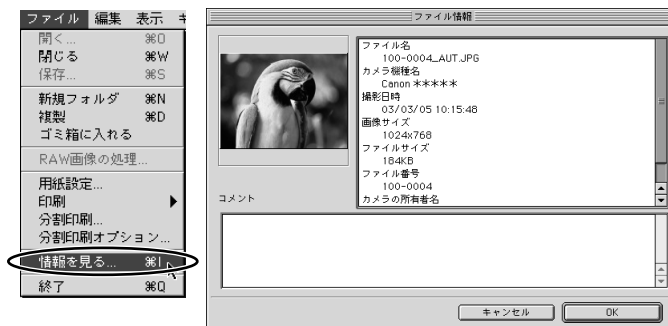 ファイル 編集 表示 キ
開く... ⌘O
閉じる ⌘W
保存... ⌘S
新規フォルダ ⌘N
複製 ⌘D
ゴミ箱に入れる
RAW画像の処理...
用紙設定...
印刷
分割印刷...
分割印刷オプション...
情報を見る... ⌘I
終了 ⌘Q
ファイル情報
ファイル名
100-0004_AUT.JPG
カメラ機種名
Canon *****
撮影日時
03/03/05 10:15:48
画像サイズ
1024x768
ファイルサイズ
184KB
ファイル番号
100-0004
カメラの所有者名
コメント
キャンセル OK